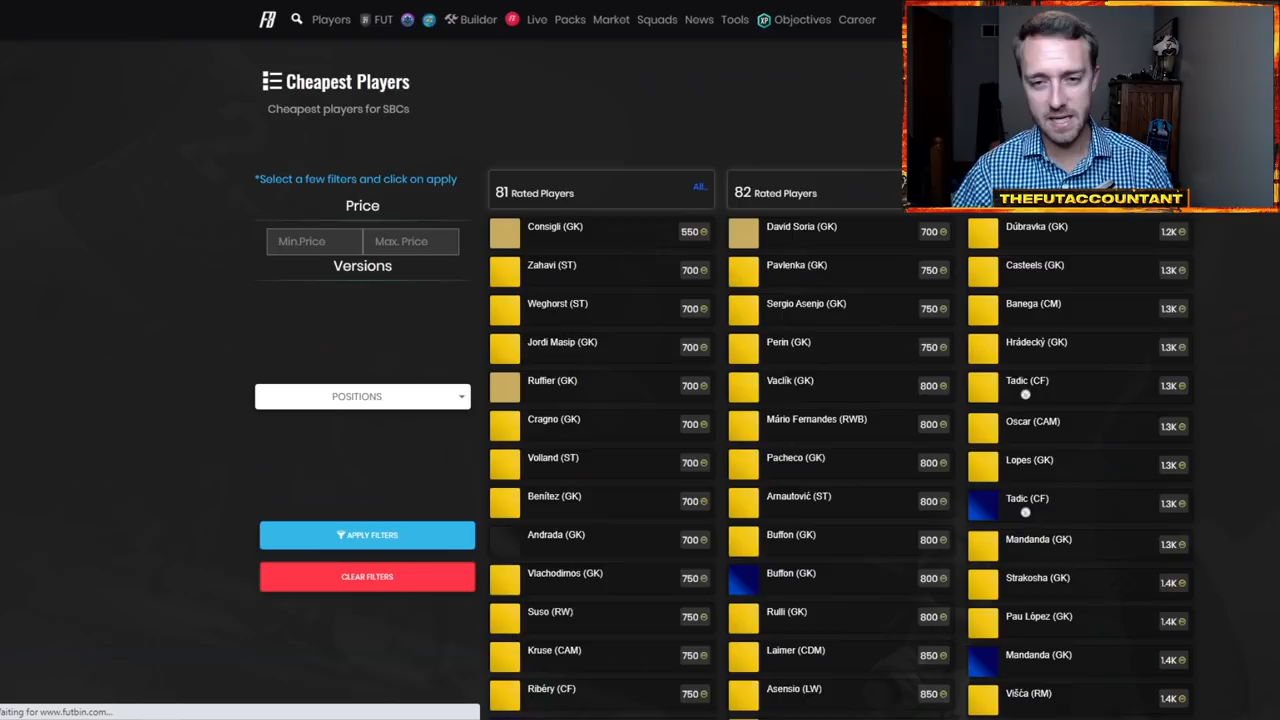 FB Players FUT Builder Live Packs Market Squads News Tools XP Objectives Career
Cheapest Players
Cheapest players for SBCs
THEFUTACCOUNTANT
*Select a few filters and click on apply
Price
Min.Price Max. Price
Versions
POSITIONS
APPLY FILTERS
CLEAR FILTERS
81 Rated Players All..
Consigli (GK) 550
Zahavi (ST) 700
Weghorst (ST) 700
Jordi Masip (GK) 700
Ruffier (GK) 700
Cragno (GK) 700
Volland (ST) 700
Benítez (GK) 700
Andrada (GK) 700
Vlachodimos (GK) 750
Suso (RW) 750
Kruse (CAM) 750
Ribéry (CF) 750
82 Rated Players
David Soria (GK) 700
Pavlenka (GK) 750
Sergio Asenjo (GK) 750
Perin (GK) 750
Vaclík (GK) 800
Mário Fernandes (RWB) 800
Pacheco (GK) 800
Arnautović (ST) 800
Buffon (GK) 800
Buffon (GK) 800
Rulli (GK) 800
Laimer (CDM) 850
Asensio (LW) 850
Dúbravka (GK) 1.2K
Casteels (GK) 1.3K
Banega (CM) 1.3K
Hrádecký (GK) 1.3K
Tadic (CF) 1.3K
Oscar (CAM) 1.3K
Lopes (GK) 1.3K
Tadic (CF) 1.3K
Mandanda (GK) 1.3K
Strakosha (GK) 1.4K
Pau López (GK) 1.4K
Mandanda (GK) 1.4K
Višća (RM) 1.4K
aiting for www.futbin.com...